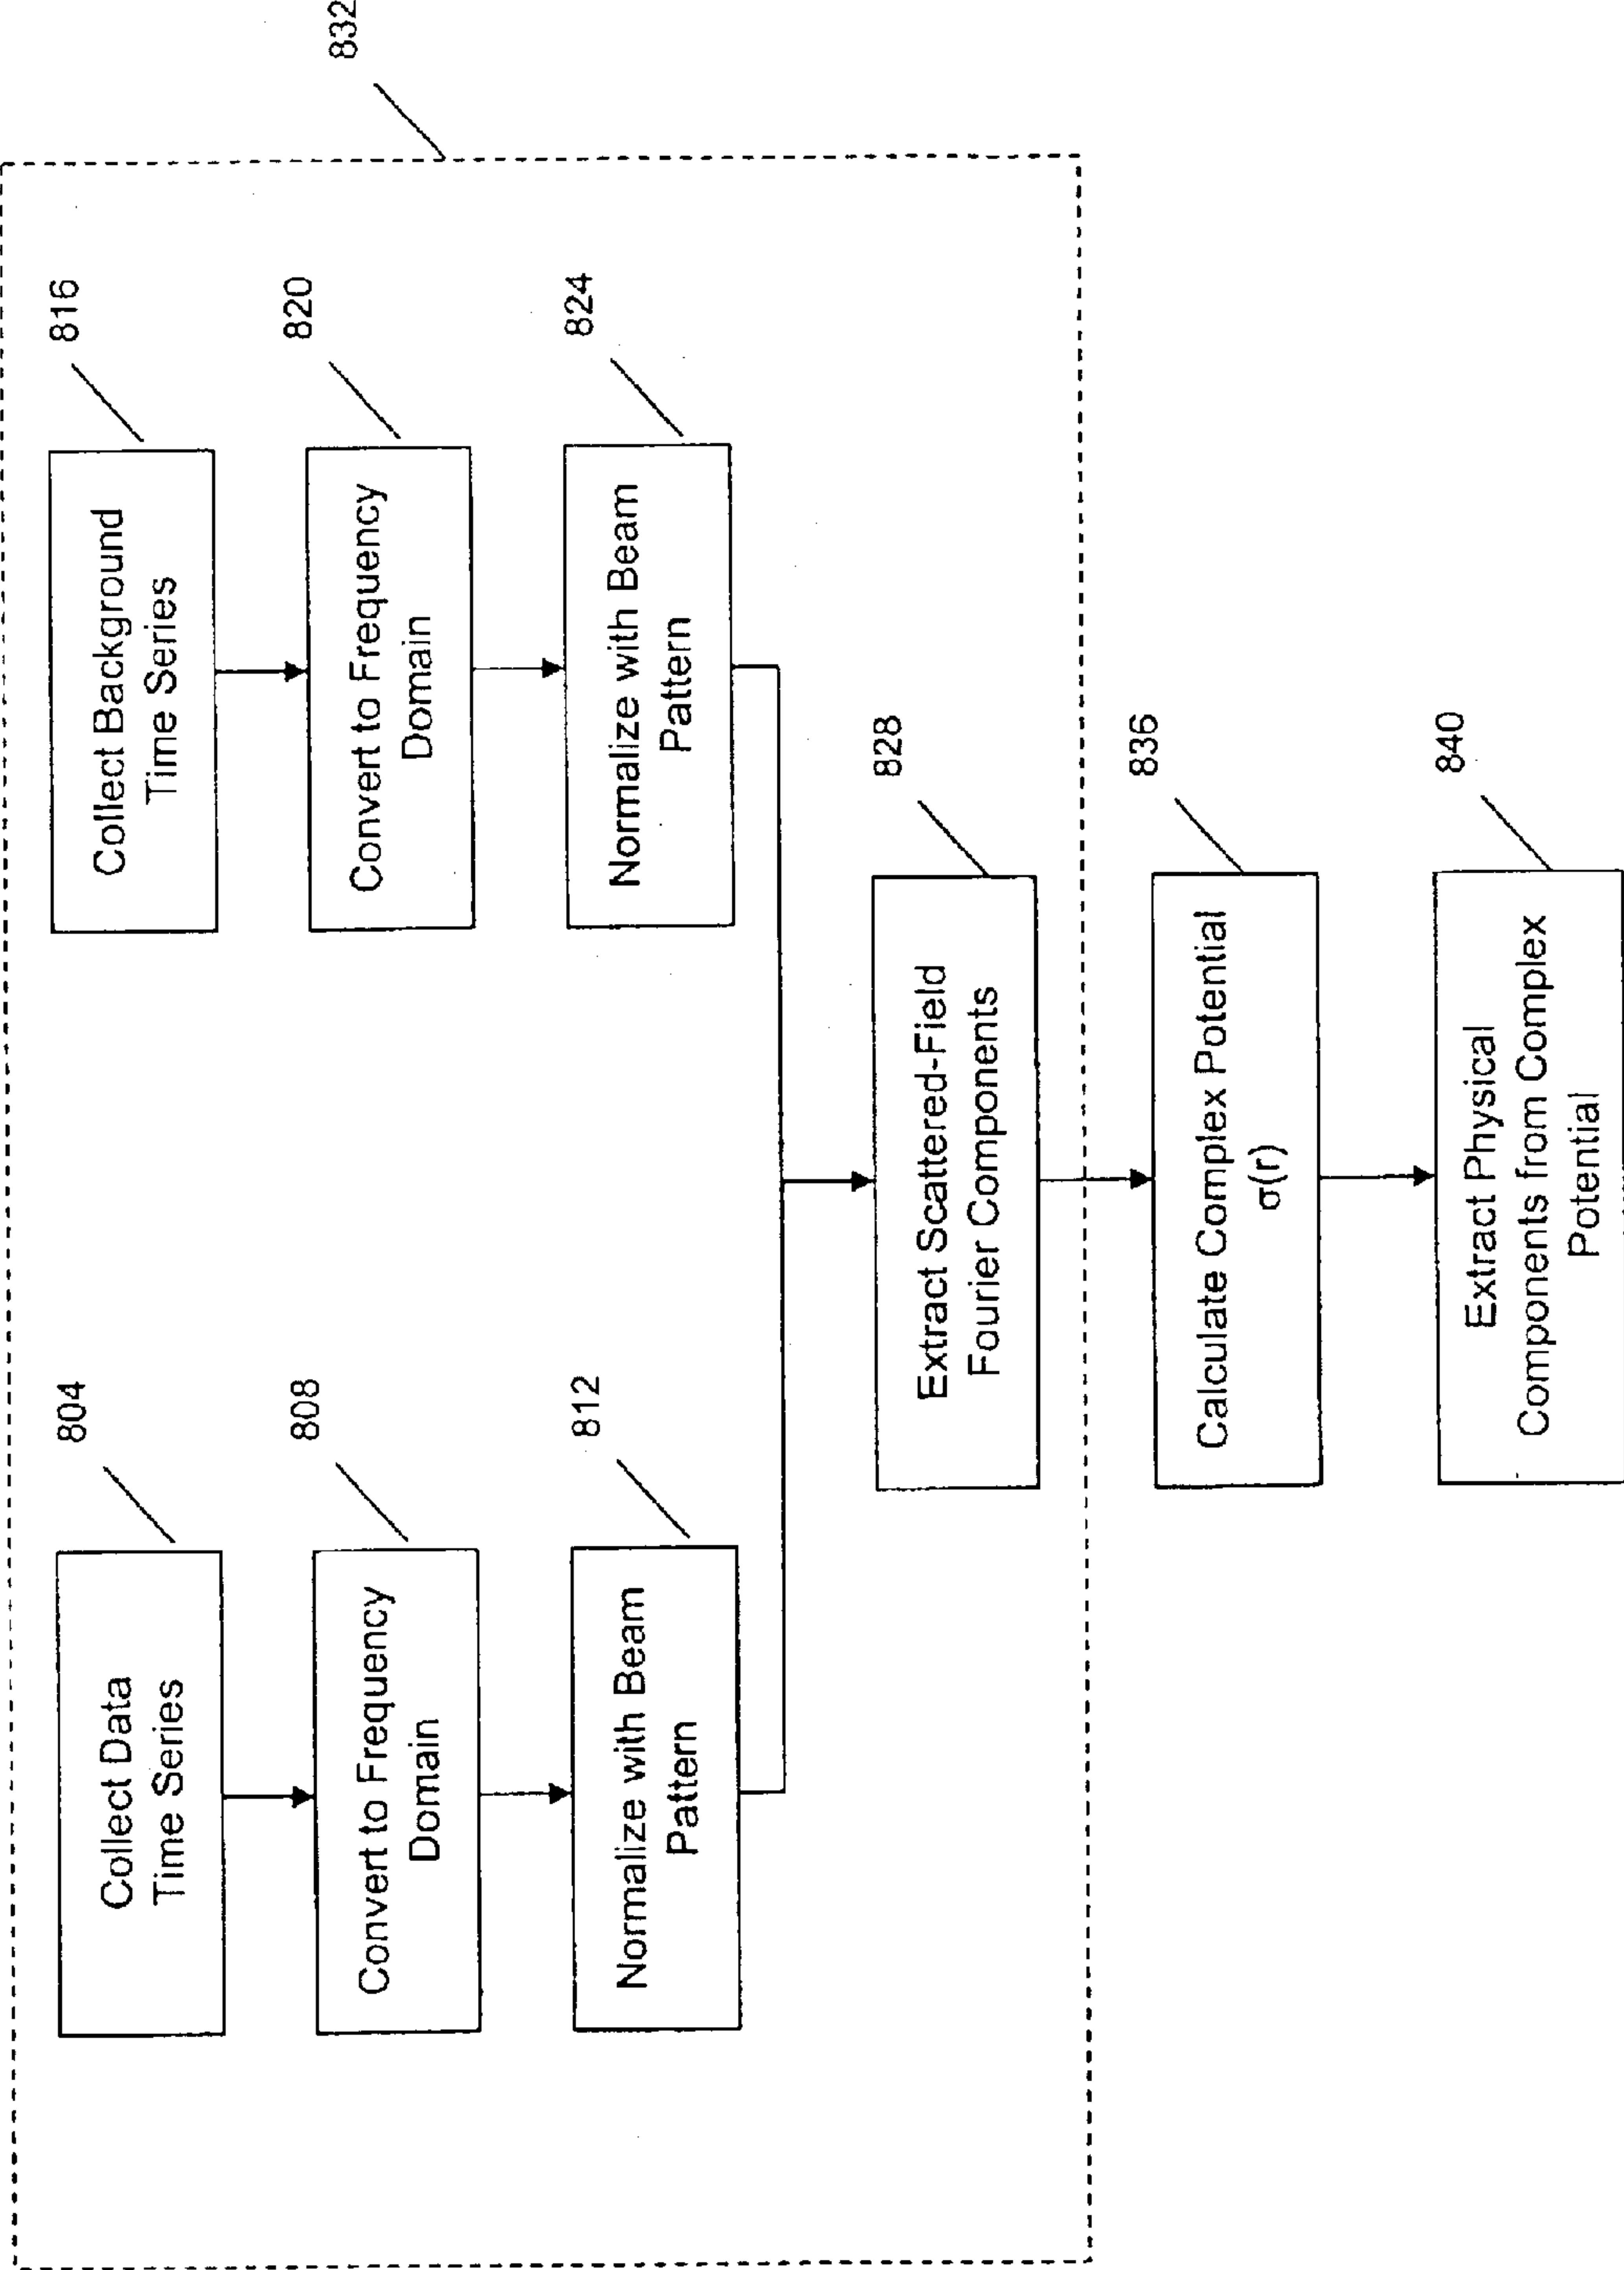 832
804
Collect Data
Time Series
816
Collect Background
Time Series
808
Convert to Frequency
Domain
820
Convert to Frequency
Domain
812
Normalize with Beam
Pattern
824
Normalize with Beam
Pattern
828
Extract Scattered-Field
Fourier Components
836
Calculate Complex Potential
σ(r)
840
Extract Physical
Components from Complex
Potential